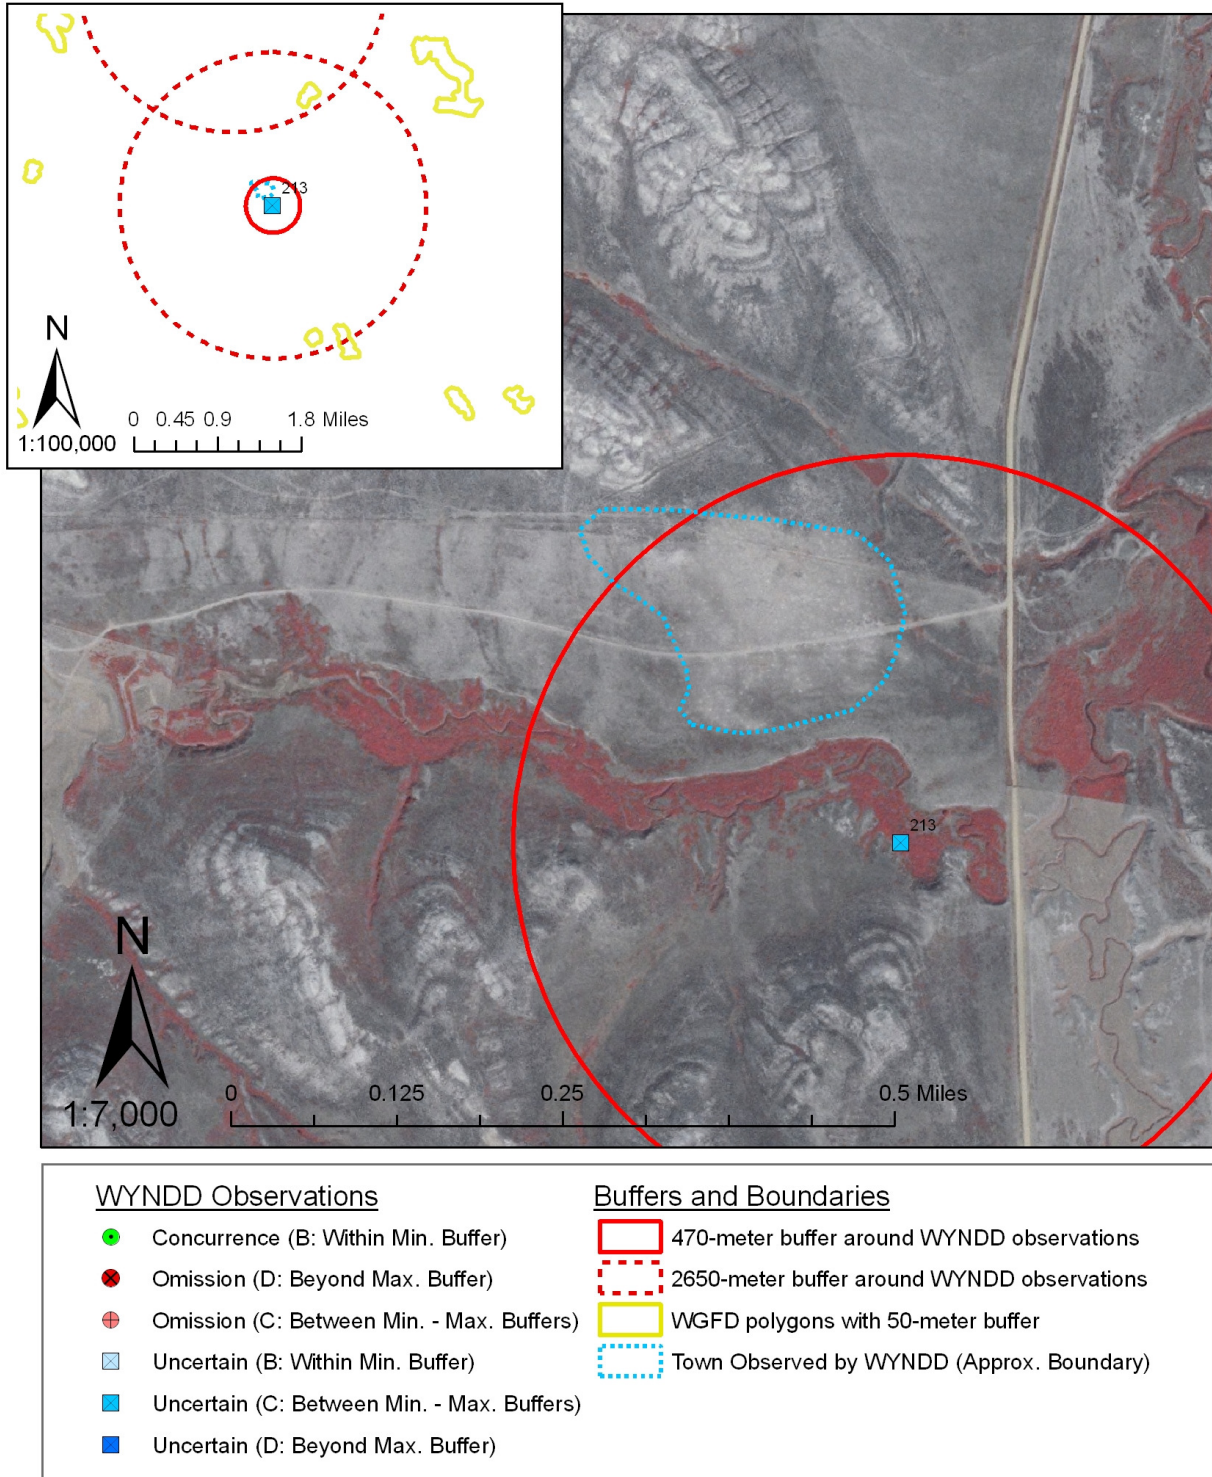 213
N
1:100,000
0 0.45 0.9 1.8 Miles
213
N
1:7,000
0 0.125 0.25 0.5 Miles
WYNDD Observations
Concurrence (B: Within Min. Buffer)
Omission (D: Beyond Max. Buffer)
Omission (C: Between Min. - Max. Buffers)
Uncertain (B: Within Min. Buffer)
Uncertain (C: Between Min. - Max. Buffers)
Uncertain (D: Beyond Max. Buffer)
Buffers and Boundaries
470-meter buffer around WYNDD observations
2650-meter buffer around WYNDD observations
WGFD polygons with 50-meter buffer
Town Observed by WYNDD (Approx. Boundary)